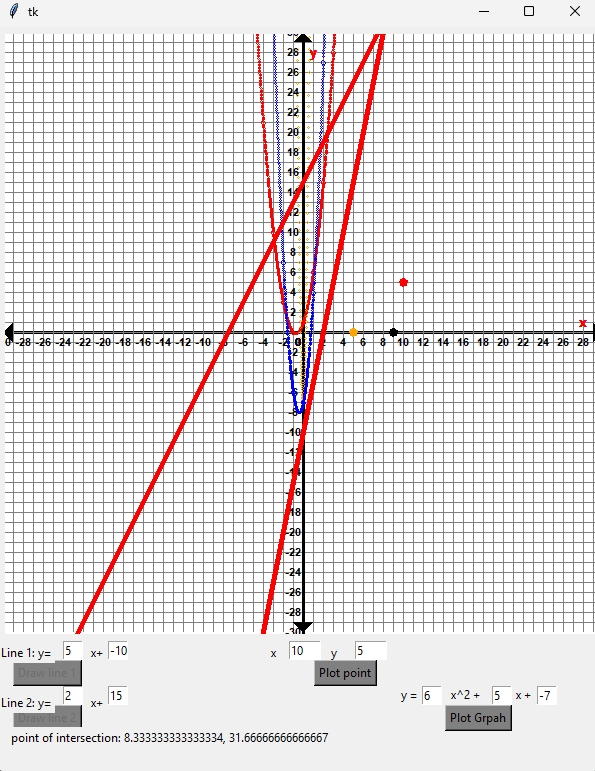 tk
y
28
26
24
22
20
18
16
14
12
10
8
6
4
2
x
-28 -26 -24 -22 -20 -18 -16 -14 -12 -10 -8 -6 -4 -2 0 2 4 6 8 10 12 14 16 18 20 22 24 26 28
-2
-4
-6
-8
-10
-12
-14
-16
-18
-20
-22
-24
-26
-28
-30
Line 1: y= 5 x+ -10
Draw line 1
x 10 y 5
Plot point
Line 2: y= 2 x+ 15
Draw line 2
y = 6 x^2 + 5 x + -7
Plot Grpah
point of intersection: 8.333333333333334, 31.66666666666667